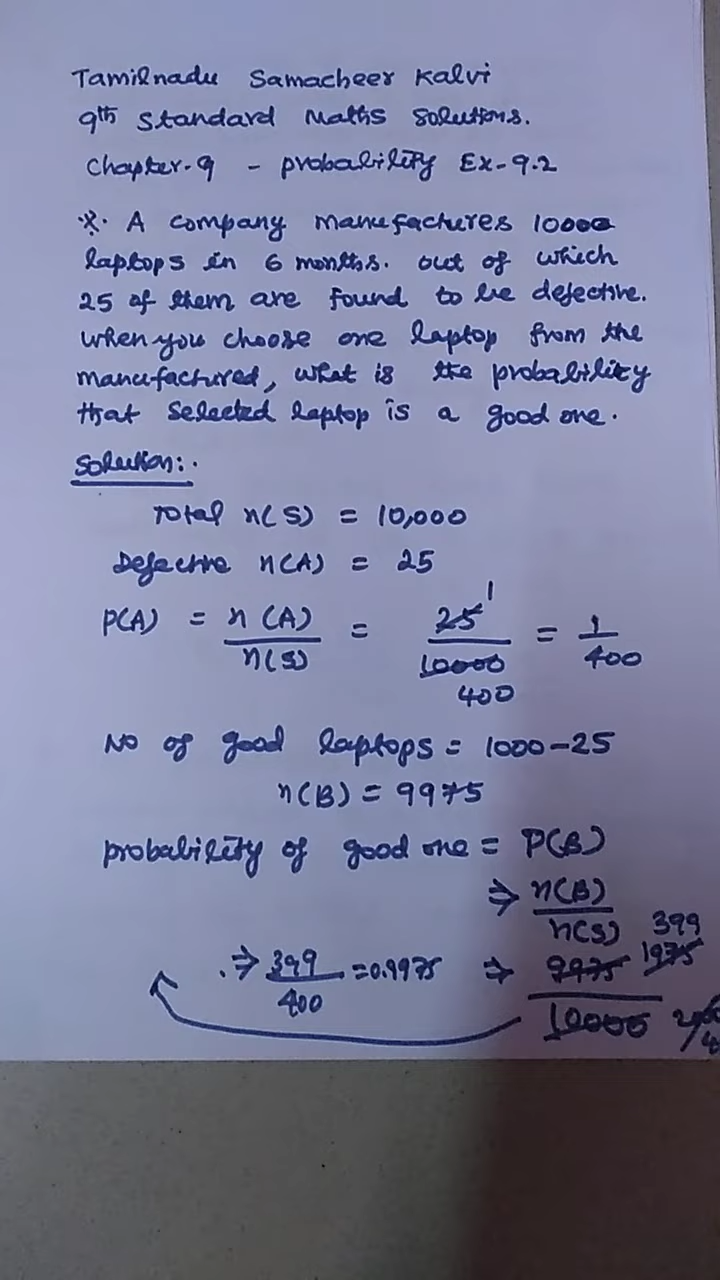 Tamilnadu Samacheer Kalvi
9th Standard Maths Solutions.
Chapter-9 - probability Ex-9.2
*. A company manufactures 10000
laptops in 6 months. out of which
25 of them are found to be defective.
when you choose one laptop from the
manufactured, what is the probability
that selected laptop is a good one.
Solution:.
Total n(S) = 10,000
Defective n(A) = 25
P(A) = n(A)/n(S) = 25/10000 = 1/400
1
400
No of good laptops = 1000-25
n(B) = 9975
probability of good one = P(B)
⇒ n(B)/n(S)
399
1975
.⇒ 399/400 = 0.9975 ⇒ 9975/10000